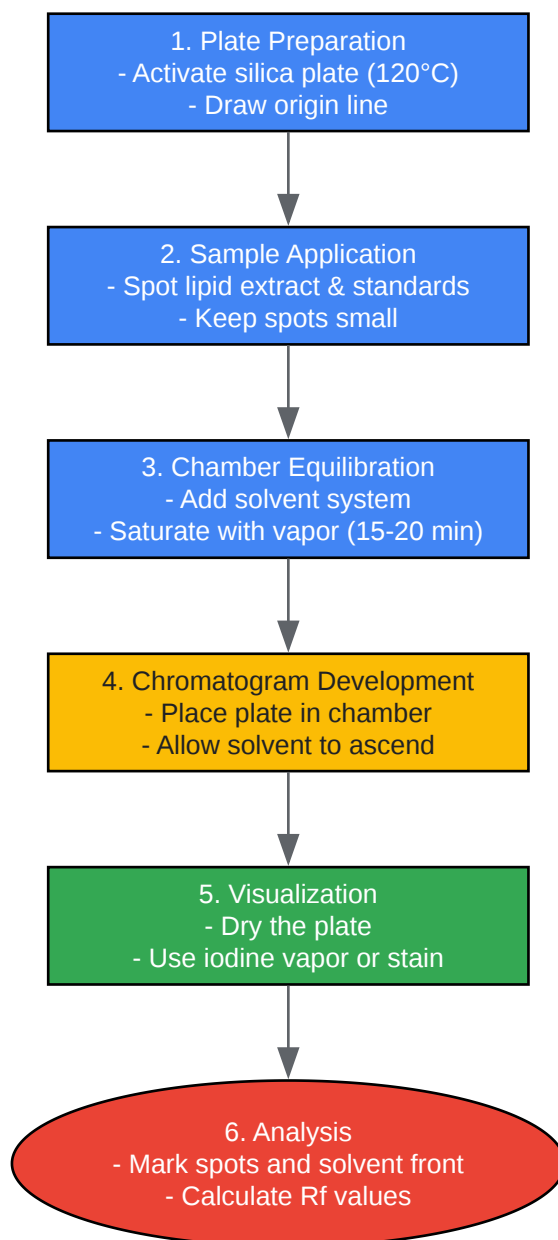 1. Plate Preparation
- Activate silica plate (120°C)
- Draw origin line
2. Sample Application
- Spot lipid extract & standards
- Keep spots small
3. Chamber Equilibration
- Add solvent system
- Saturate with vapor (15-20 min)
4. Chromatogram Development
- Place plate in chamber
- Allow solvent to ascend
5. Visualization
- Dry the plate
- Use iodine vapor or stain
6. Analysis
- Mark spots and solvent front
- Calculate Rf values